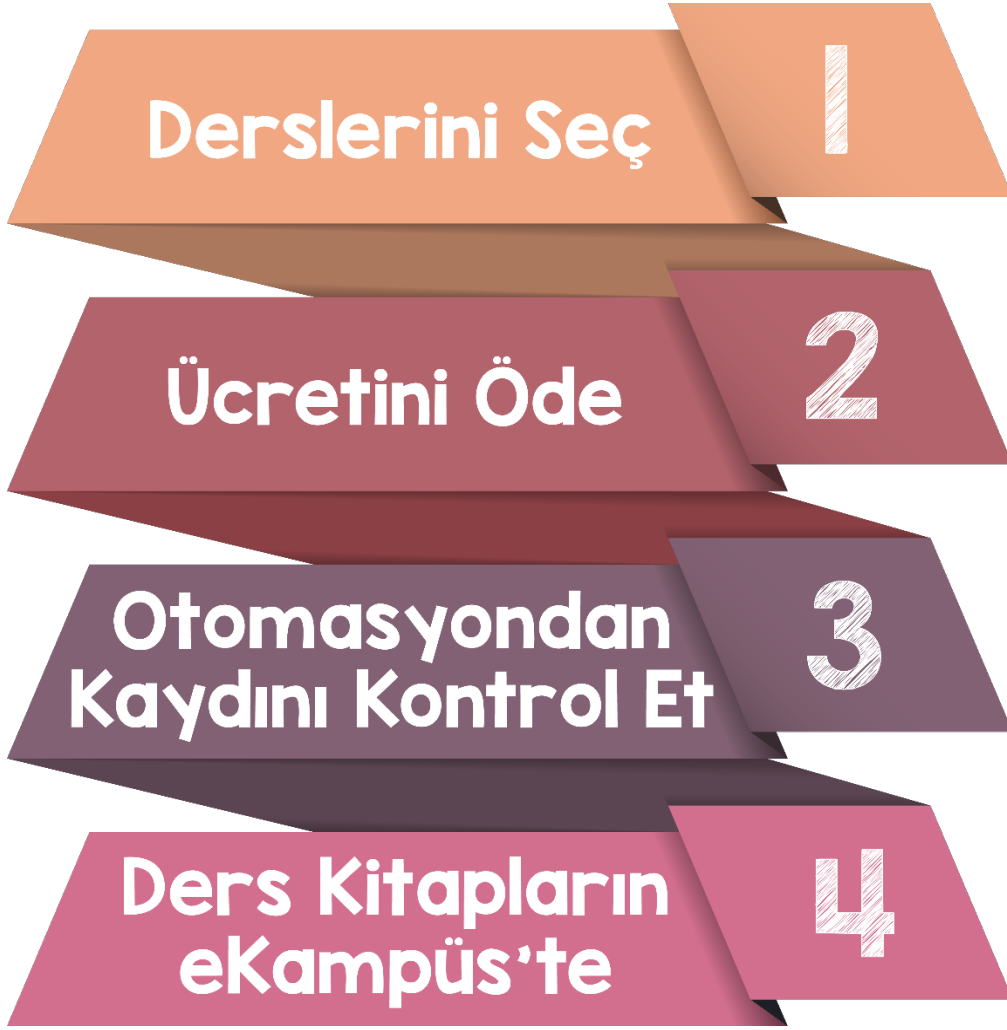 Derslerini Seç
1
Ücretini Öde
2
Otomasyondan
Kaydını Kontrol Et
3
Ders Kitapların
eKampüs'te
4